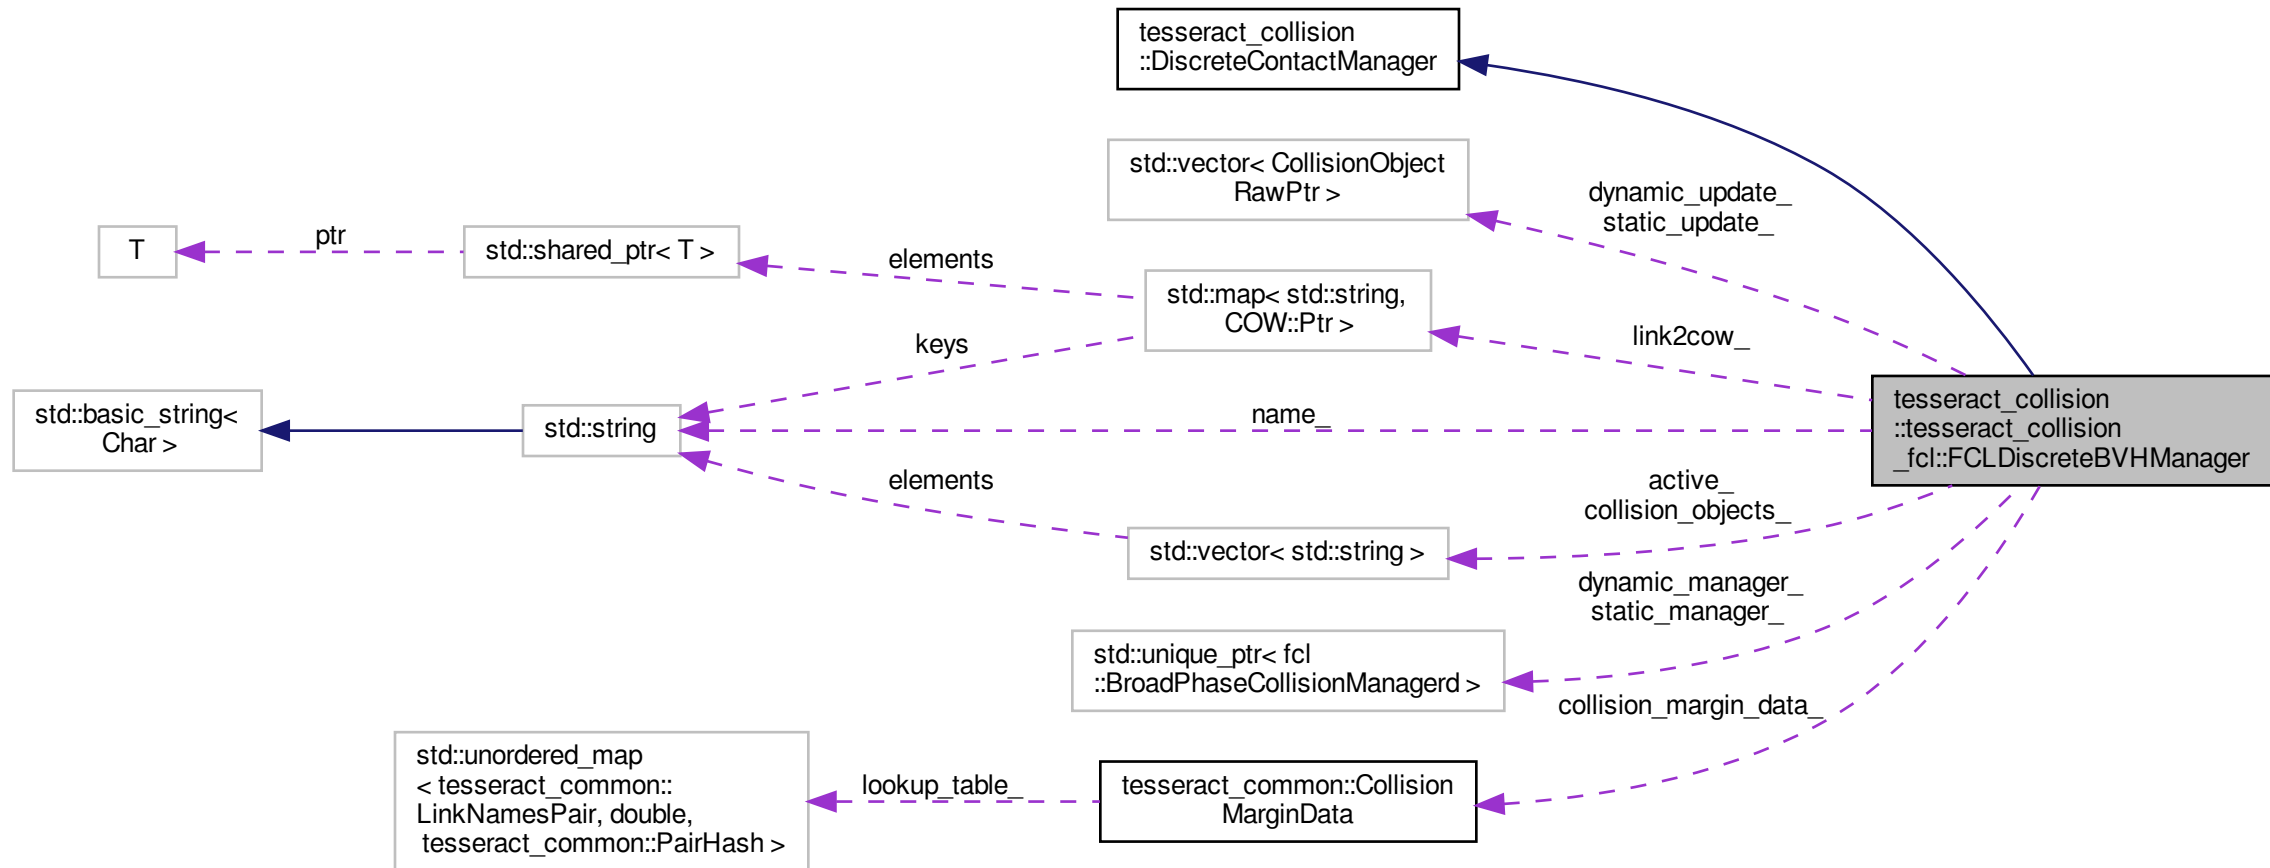 tesseract_collision
::DiscreteContactManager
std::vector< CollisionObject
RawPtr >
dynamic_update_
static_update_
T
ptr
std::shared_ptr< T >
elements
std::map< std::string,
COW::Ptr >
link2cow_
keys
std::basic_string<
Char >
std::string
name_
tesseract_collision
::tesseract_collision
_fcl::FCLDiscreteBVHManager
elements
std::vector< std::string >
active_
collision_objects_
dynamic_manager_
static_manager_
std::unique_ptr< fcl
::BroadPhaseCollisionManagerd >
collision_margin_data_
std::unordered_map
< tesseract_common::
LinkNamesPair, double,
tesseract_common::PairHash >
lookup_table_
tesseract_common::Collision
MarginData